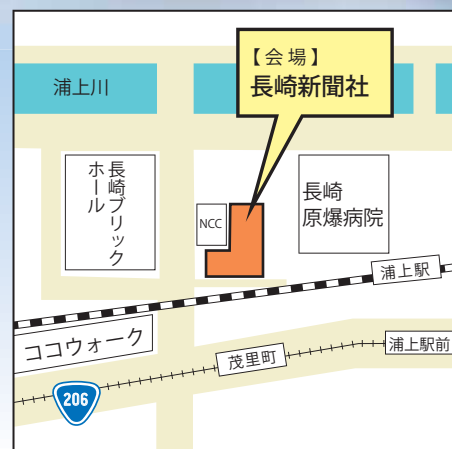 【会場】
長崎新聞社
浦上川
長崎ブリック
ホール
NCC
長崎
原爆病院
浦上駅
ココウォーク
茂里町
浦上駅前
206